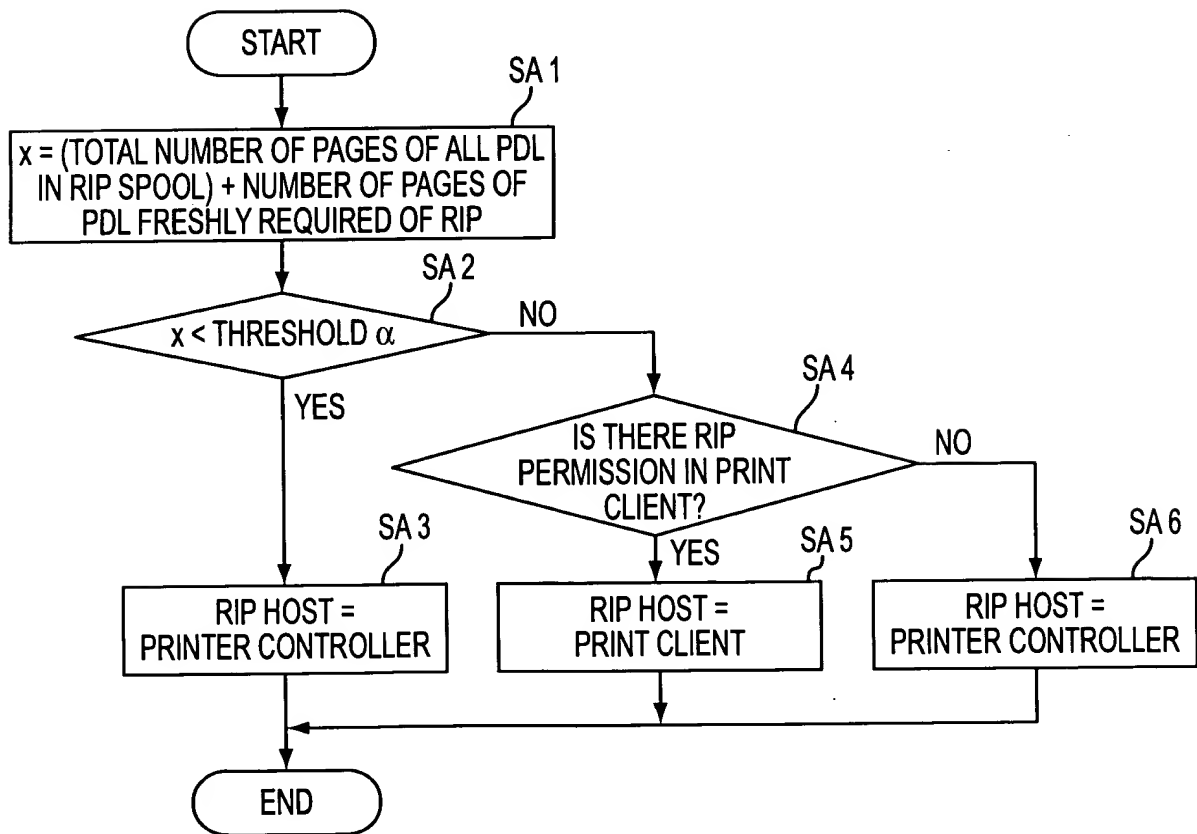 START
SA 1
x = (TOTAL NUMBER OF PAGES OF ALL PDL
IN RIP SPOOL) + NUMBER OF PAGES OF
PDL FRESHLY REQUIRED OF RIP
SA 2
x < THRESHOLD α
NO
YES
SA 4
IS THERE RIP
PERMISSION IN PRINT
CLIENT?
NO
YES
SA 3
RIP HOST =
PRINTER CONTROLLER
SA 5
RIP HOST =
PRINT CLIENT
SA 6
RIP HOST =
PRINTER CONTROLLER
END